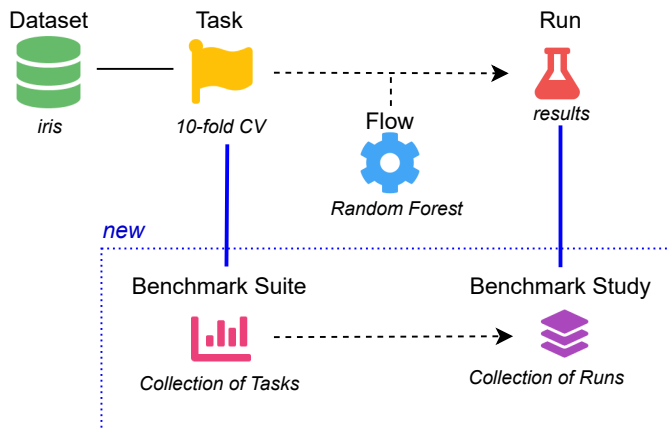 Dataset
Task
Run
iris
10-fold CV
Flow
results
Random Forest
new
Benchmark Suite
Benchmark Study
Collection of Tasks
Collection of Runs